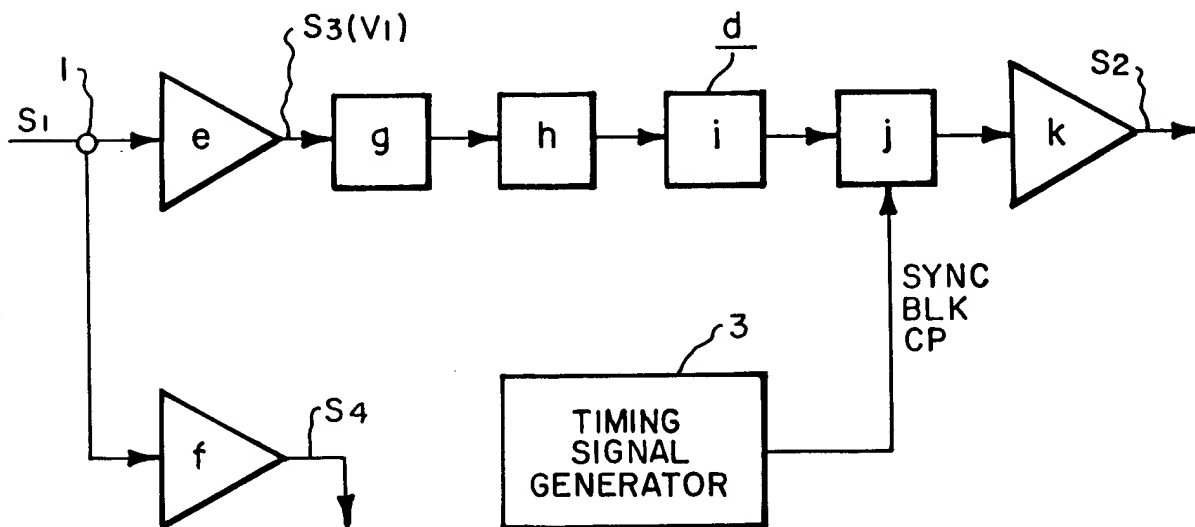 S3(V1)
d
1
S2
S1
e
g
h
i
j
k
SYNC
BLK
CP
3
S4
f
TIMING
SIGNAL
GENERATOR